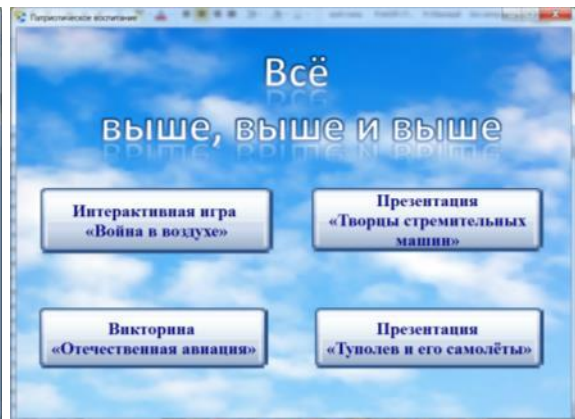 Патриотическое воспитание
Всё
выше, выше и выше
Интерактивная игра
«Война в воздухе»
Презентация
«Творцы стремительных
машин»
Викторина
«Отечественная авиация»
Презентация
«Туполев и его самолёты»